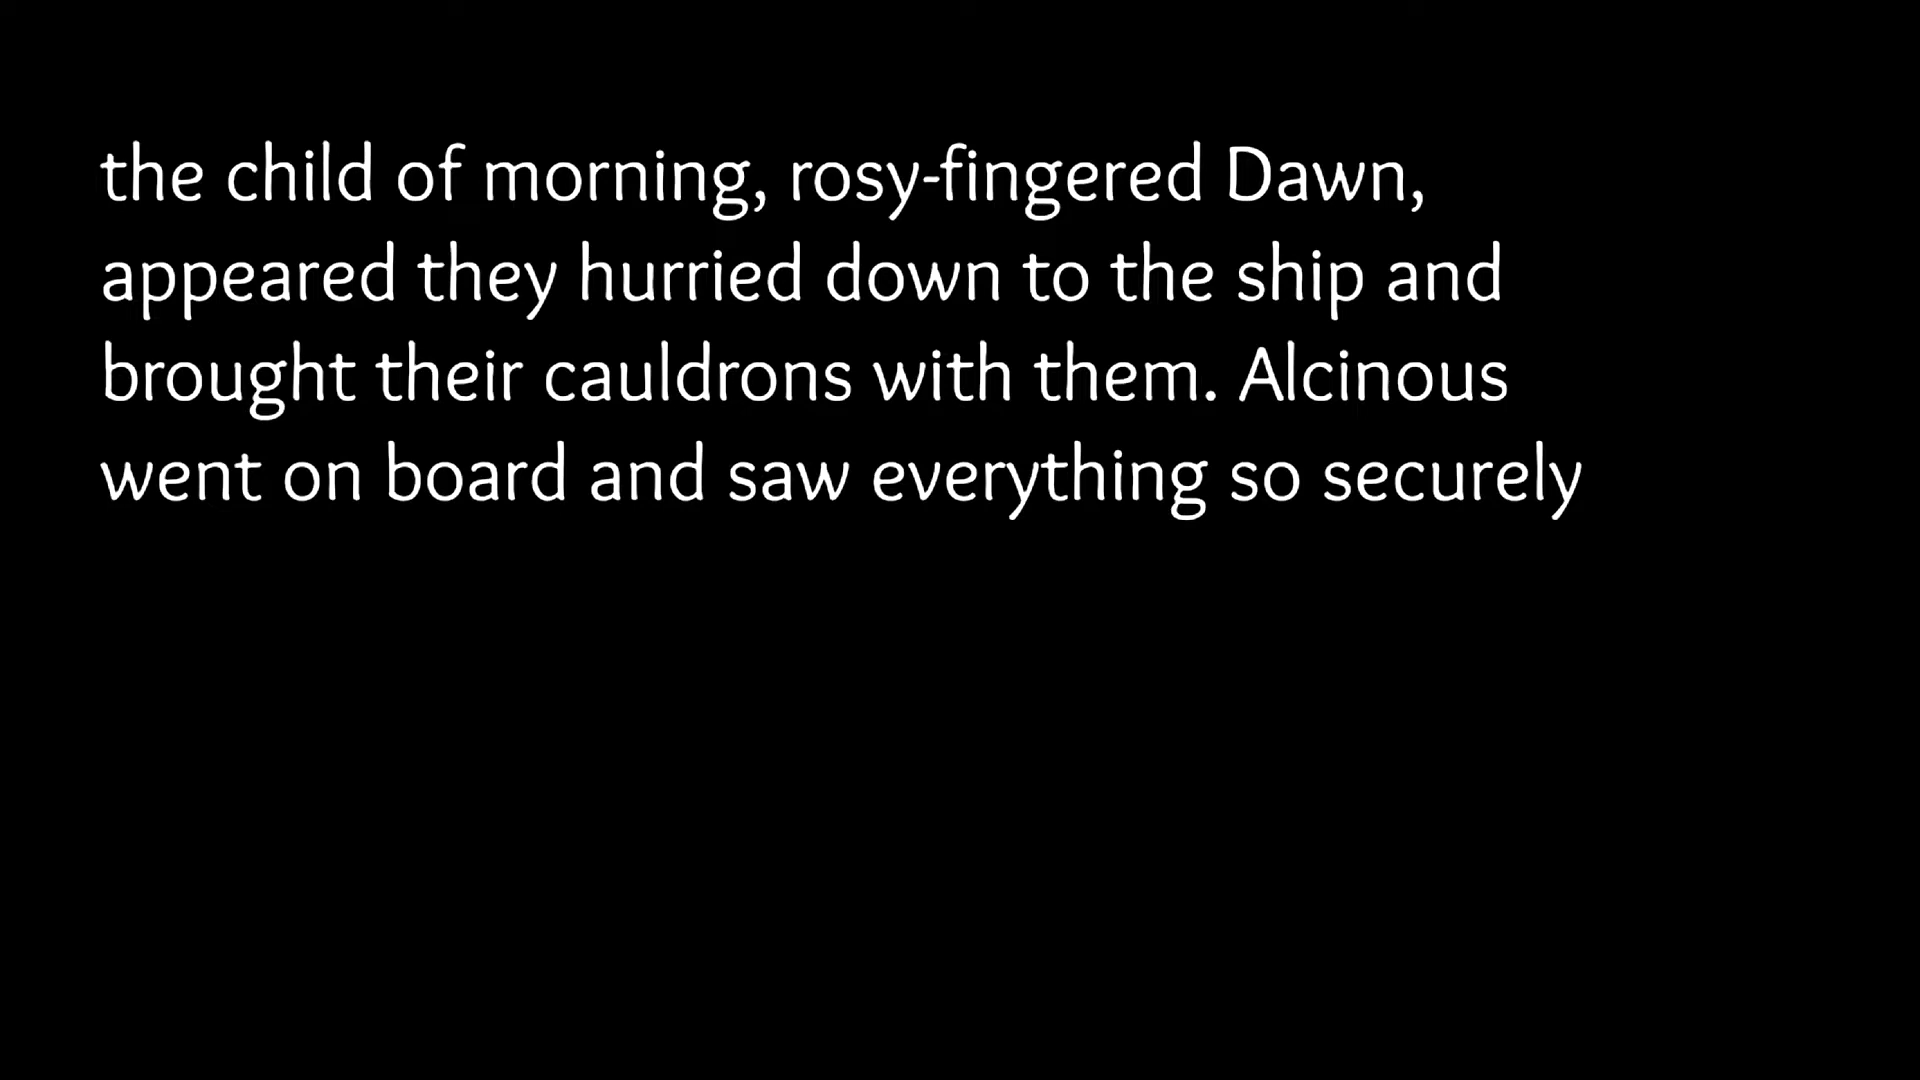 the child of morning, rosy-fingered Dawn,
appeared they hurried down to the ship and
brought their cauldrons with them. Alcinous
went on board and saw everything so securely